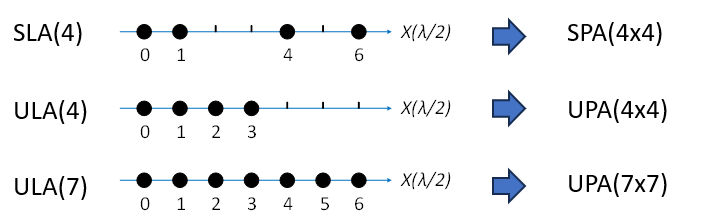 SLA(4) X(λ/2) SPA(4x4)
0 1 4 6
ULA(4) X(λ/2) UPA(4x4)
0 1 2 3
ULA(7) X(λ/2) UPA(7x7)
0 1 2 3 4 5 6